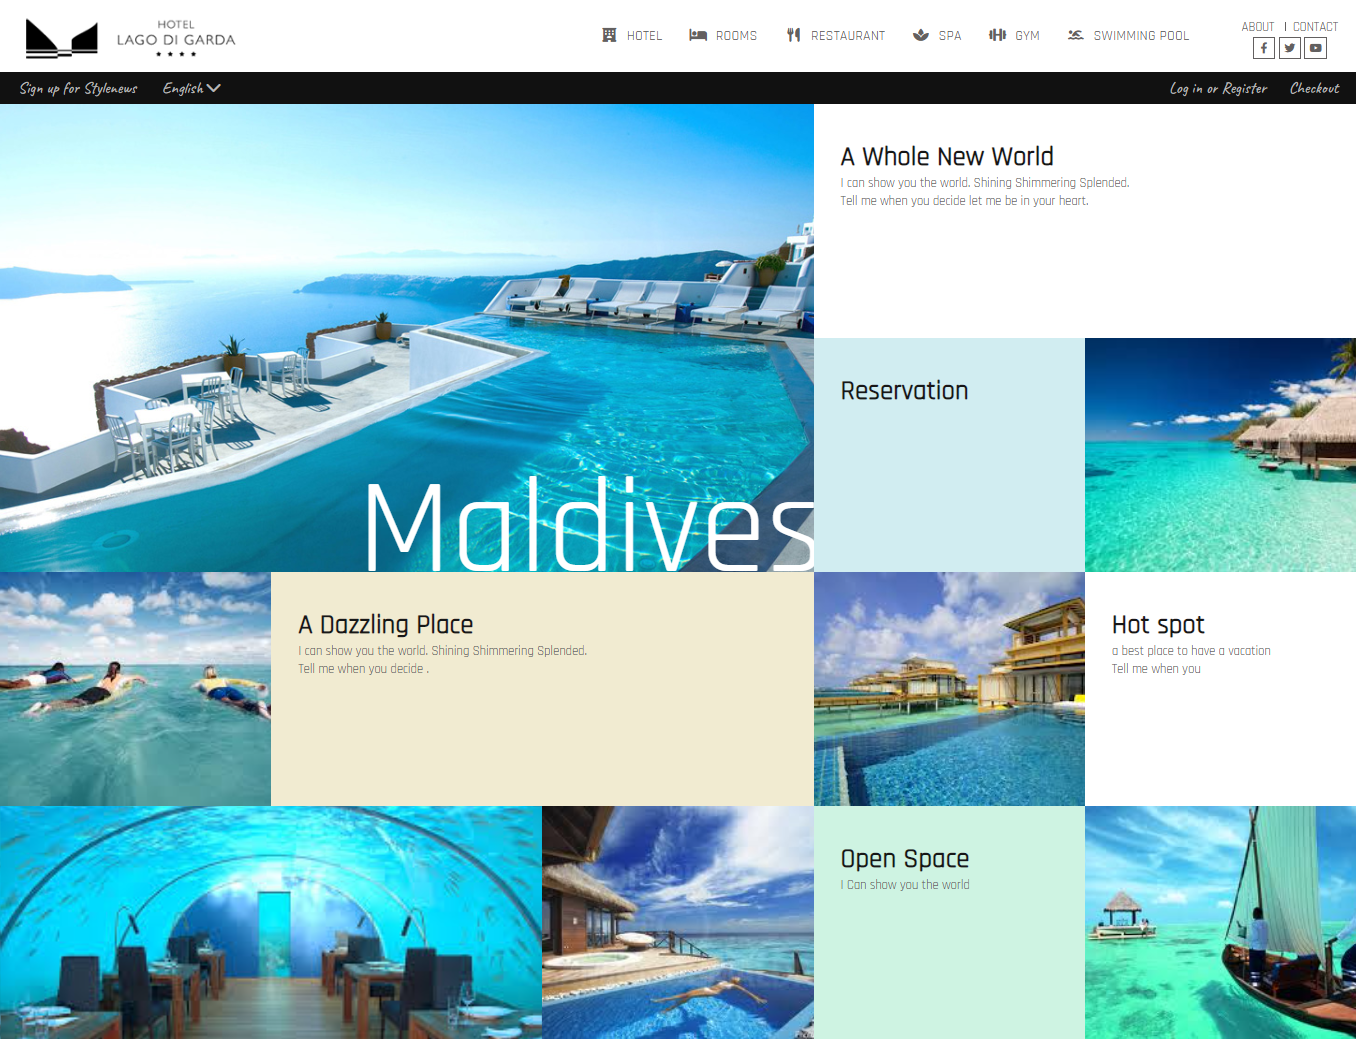 HOTEL
LAGO DI GARDA
HOTEL
ROOMS
RESTAURANT
SPA
GYM
SWIMMING POOL
ABOUT | CONTACT
Sign up for Stylenews
English
Log in or Register
Checkout
Maldives
A Whole New World
I can show you the world. Shining Shimmering Splended.
Tell me when you decide let me be in your heart.
Reservation
A Dazzling Place
I can show you the world. Shining Shimmering Splended.
Tell me when you decide .
Hot spot
a best place to have a vacation
Tell me when you
Open Space
I Can show you the world